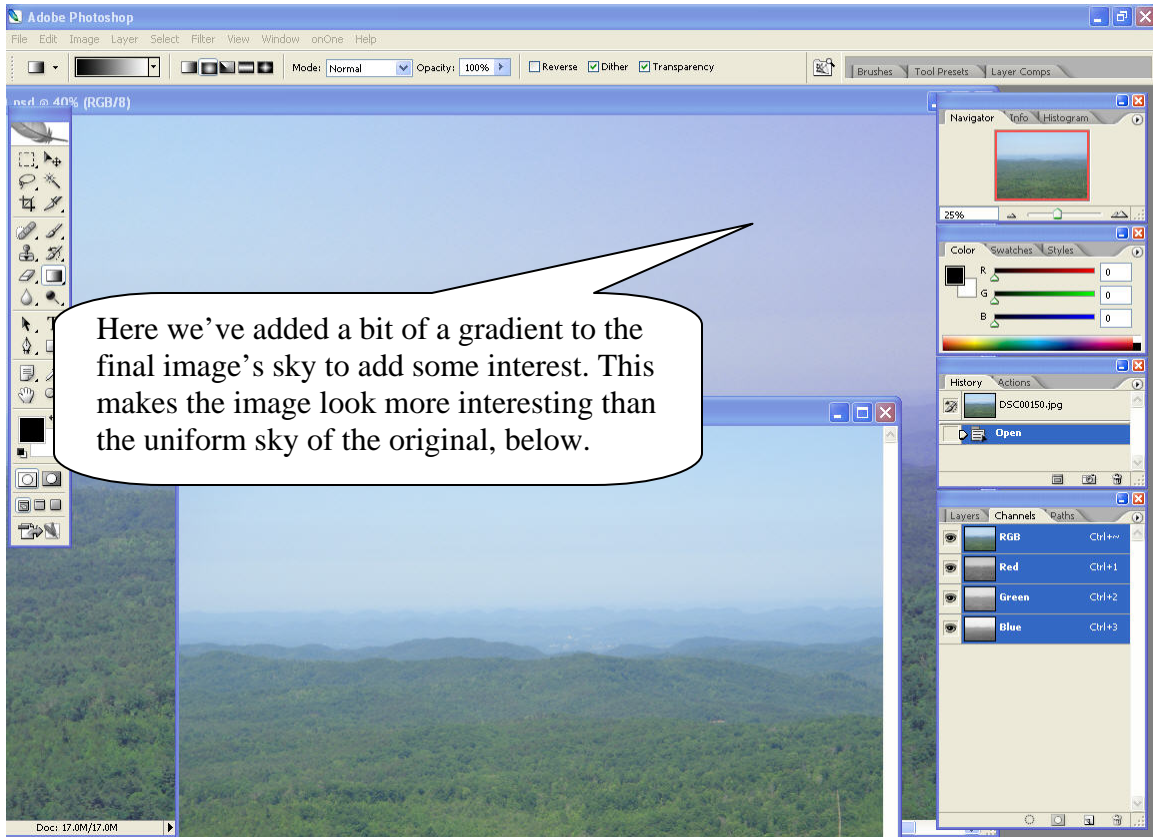 Adobe Photoshop
File Edit Image Layer Select Filter View Window onOne Help
Mode: Normal Opacity: 100% Reverse Dither Transparency
Brushes Tool Presets Layer Comps
.psd @ 40% (RGB/8)
Navigator Info Histogram
25%
Color Swatches Styles
R 0
G 0
B 0
Here we’ve added a bit of a gradient to the
final image’s sky to add some interest. This
makes the image look more interesting than
the uniform sky of the original, below.
History Actions
DSC00150.jpg
Open
Layers Channels Paths
RGB Ctrl+~
Red Ctrl+1
Green Ctrl+2
Blue Ctrl+3
Doc: 17.0M/17.0M